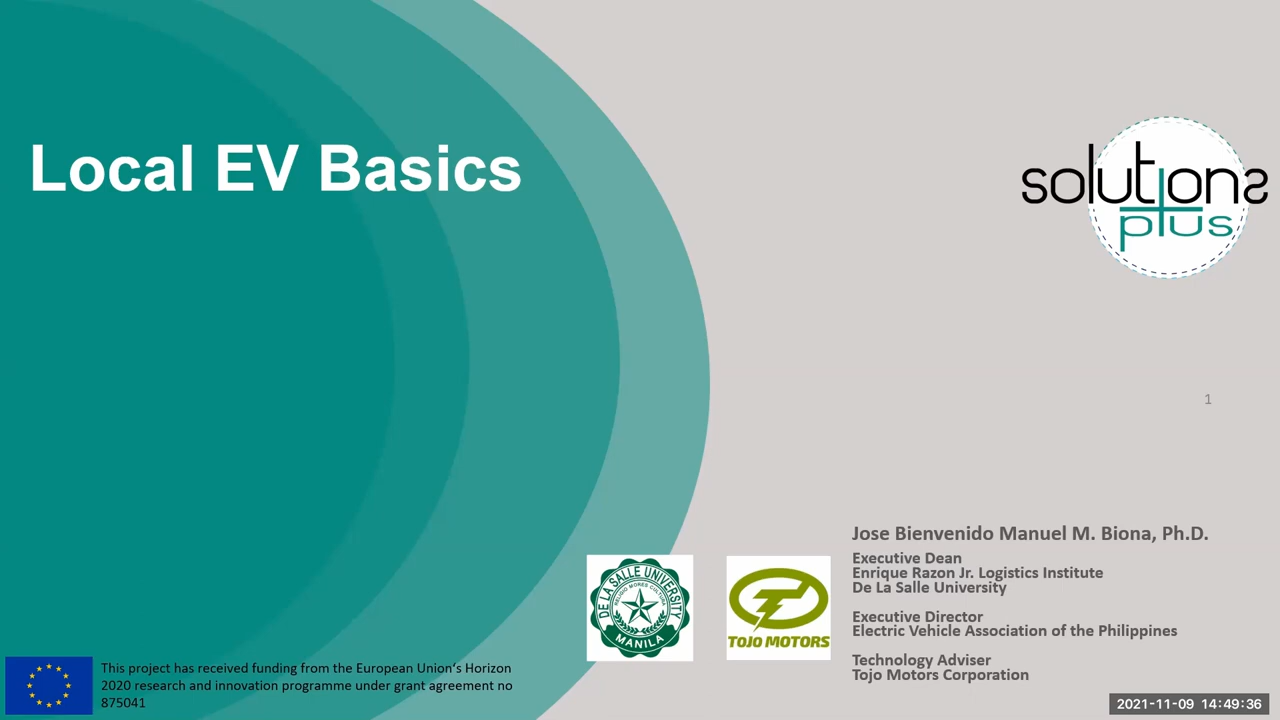 Local EV Basics
solutions
plus
1
Jose Bienvenido Manuel M. Biona, Ph.D.
Executive Dean
Enrique Razon Jr. Logistics Institute
De La Salle University
Executive Director
Electric Vehicle Association of the Philippines
Technology Adviser
Tojo Motors Corporation
DE LA SALLE UNIVERSITY
MANILA
TOJO MOTORS
This project has received funding from the European Union's Horizon
2020 research and innovation programme under grant agreement no
875041
2021-11-09 14:49:36